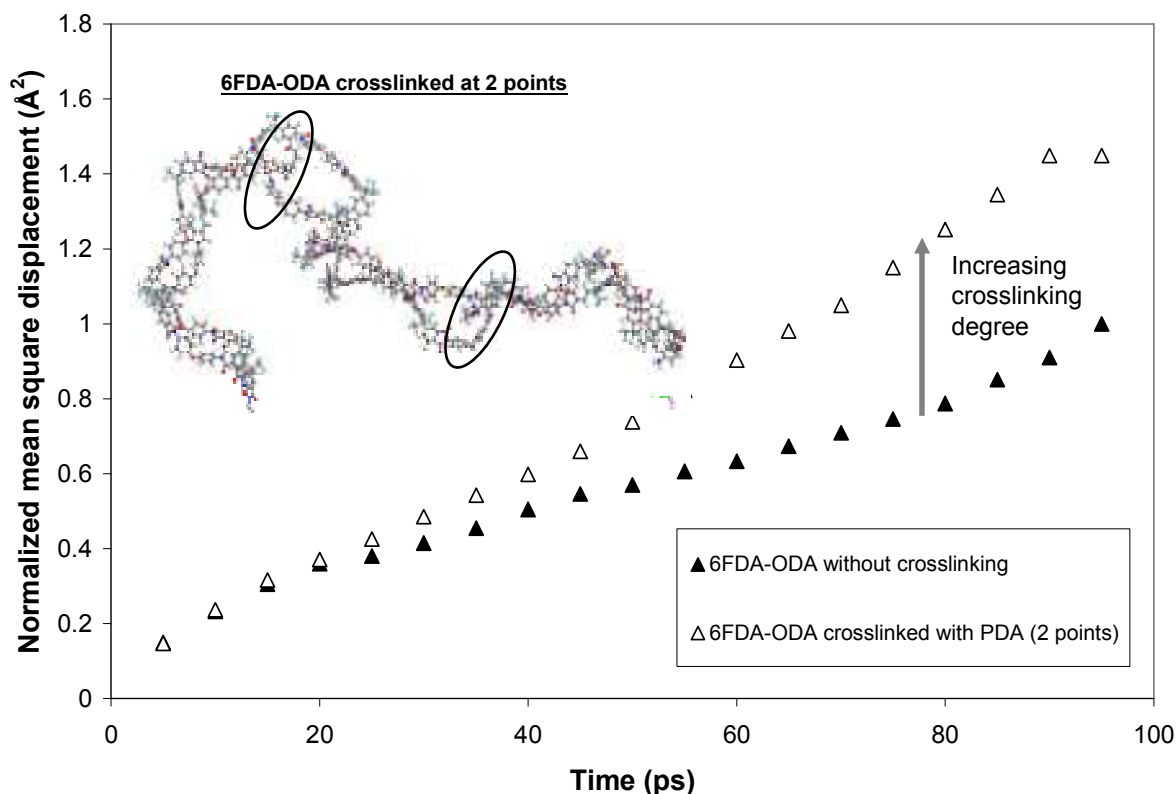 1.8
1.6
1.4
1.2
1
0.8
0.6
0.4
0.2
0
Normalized mean square displacement (Å²)
6FDA-ODA crosslinked at 2 points
Increasing
crosslinking
degree
▲ 6FDA-ODA without crosslinking
△ 6FDA-ODA crosslinked with PDA (2 points)
0 20 40 60 80 100
Time (ps)